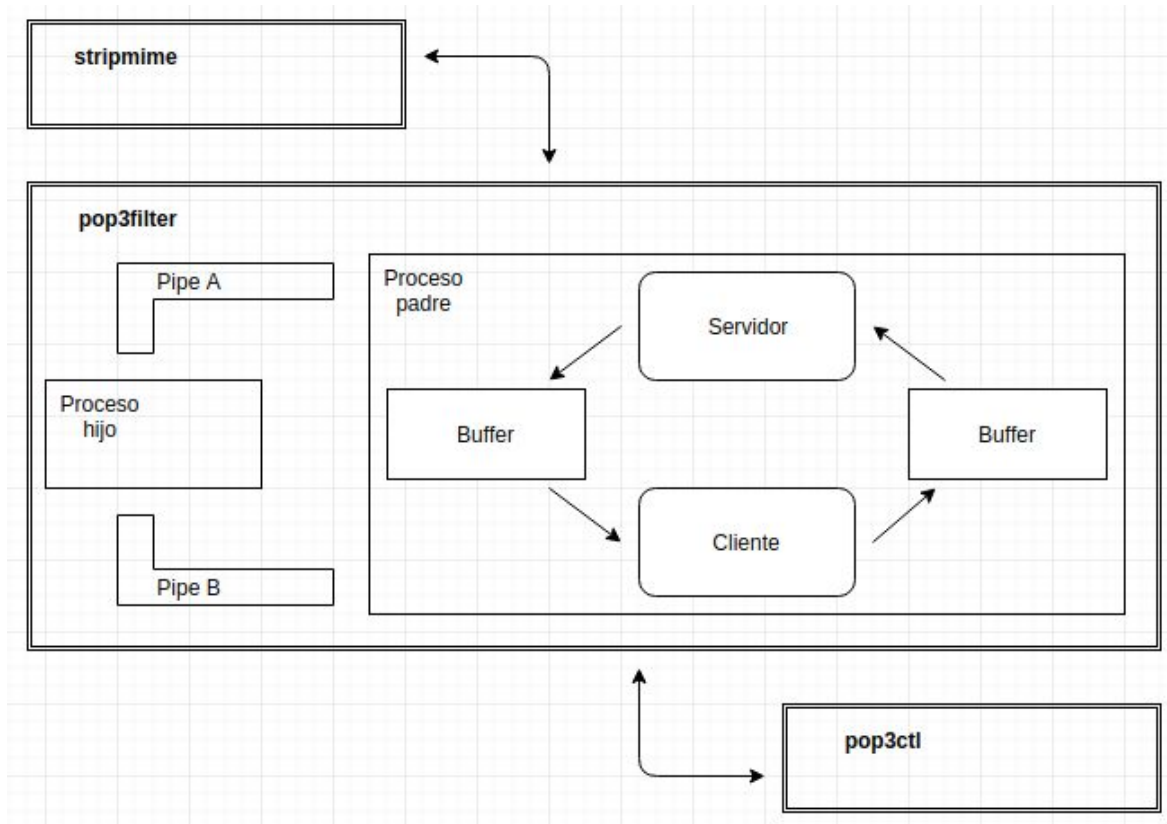 stripmime
pop3filter
Pipe A
Proceso
padre
Servidor
Proceso
hijo
Buffer
Buffer
Cliente
Pipe B
pop3ctl